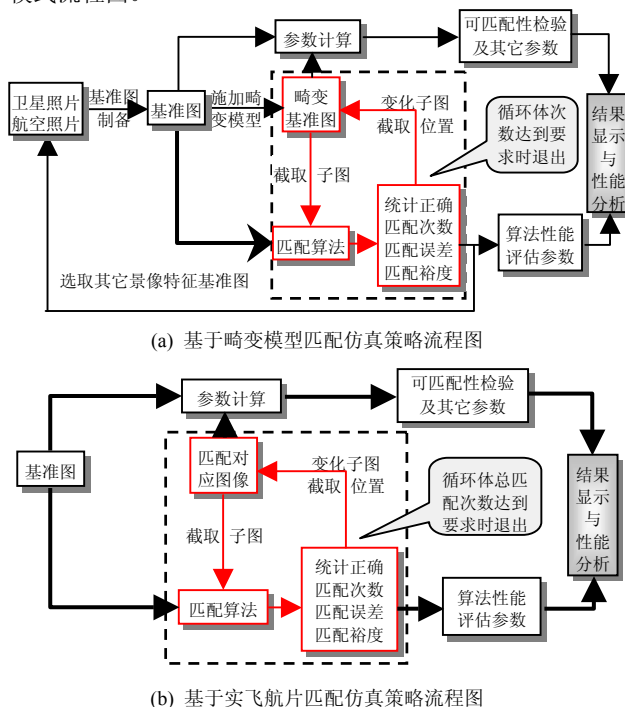 模式流程图。
参数计算
可匹配性检验
及其它参数
卫星照片
航空照片
基准图
制备
基准图
施加畸
变模型
畸变
基准图
变化子图
截取 位置
循环体次
数达到要
求时退出
结果
显示
与
性能
分析
截取 子图
匹配算法
统计正确
匹配次数
匹配误差
匹配裕度
算法性能
评估参数
选取其它景像特征基准图
(a) 基于畸变模型匹配仿真策略流程图
参数计算
可匹配性检验
及其它参数
基准图
匹配对
应图像
变化子图
截取 位置
循环体总匹
配次数达到
要求时退出
结果
显示
与
性能
分析
截取 子图
匹配算法
统计正确
匹配次数
匹配误差
匹配裕度
算法性能
评估参数
(b) 基于实飞航片匹配仿真策略流程图